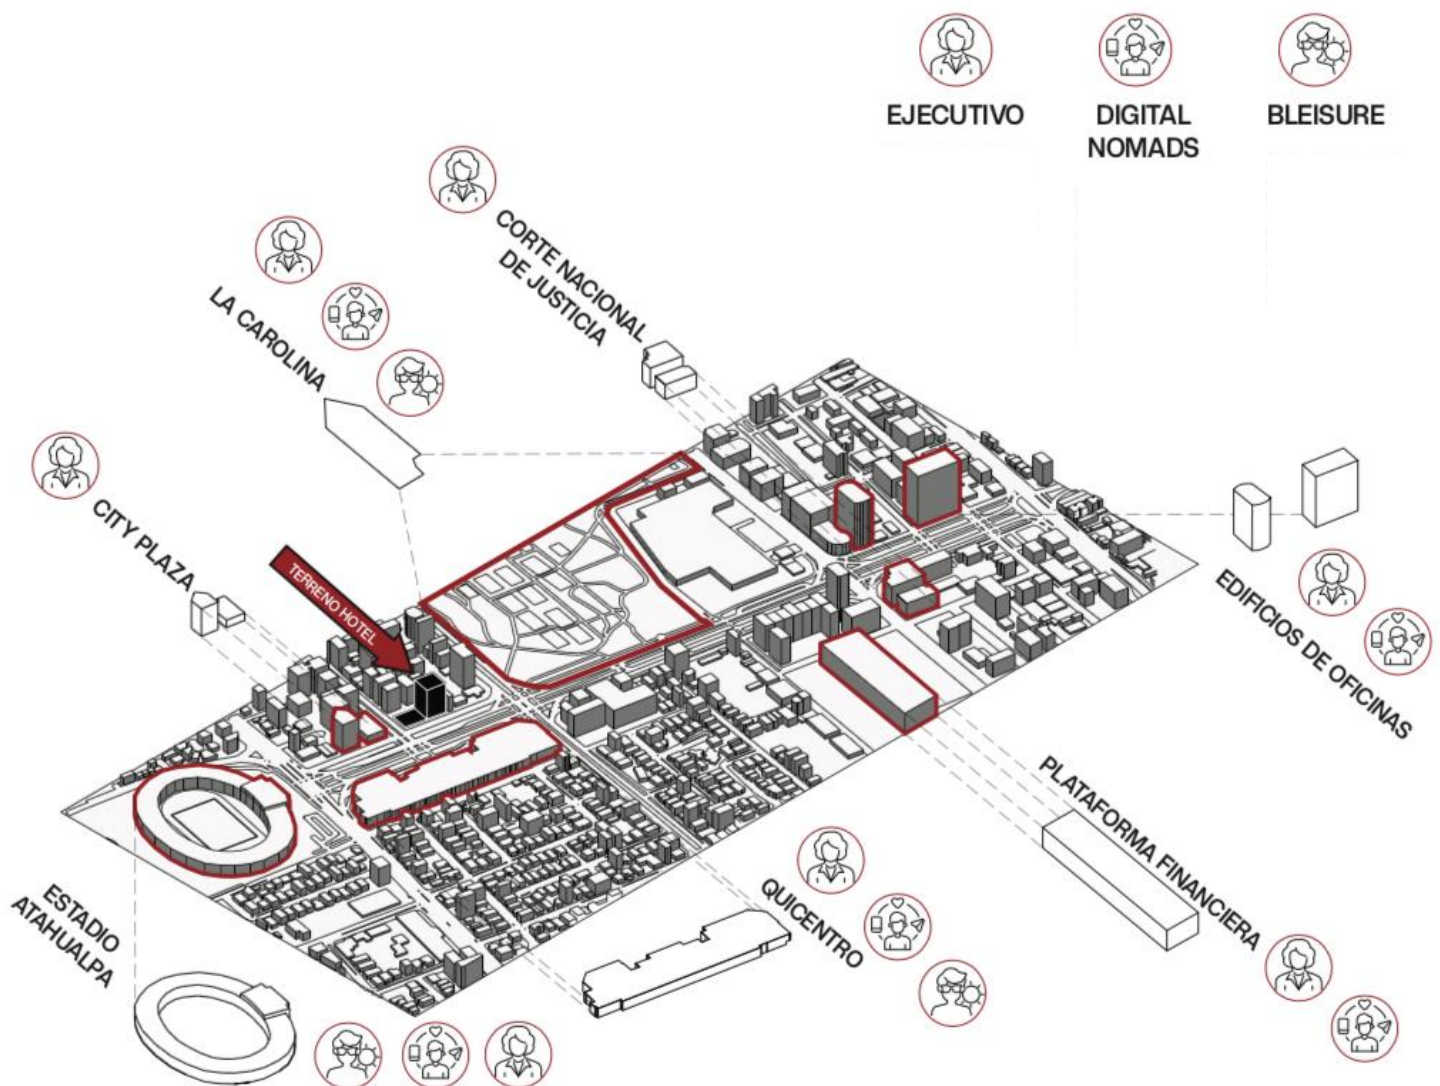 EJECUTIVO
DIGITAL
NOMADS
BLEISURE
CORTE NACIONAL
DE JUSTICIA
LA CAROLINA
CITY PLAZA
TERRENO HOTEL
EDIFICIOS DE OFICINAS
PLATAFORMA FINANCIERA
QUICENTRO
ESTADIO
ATAHUALPA